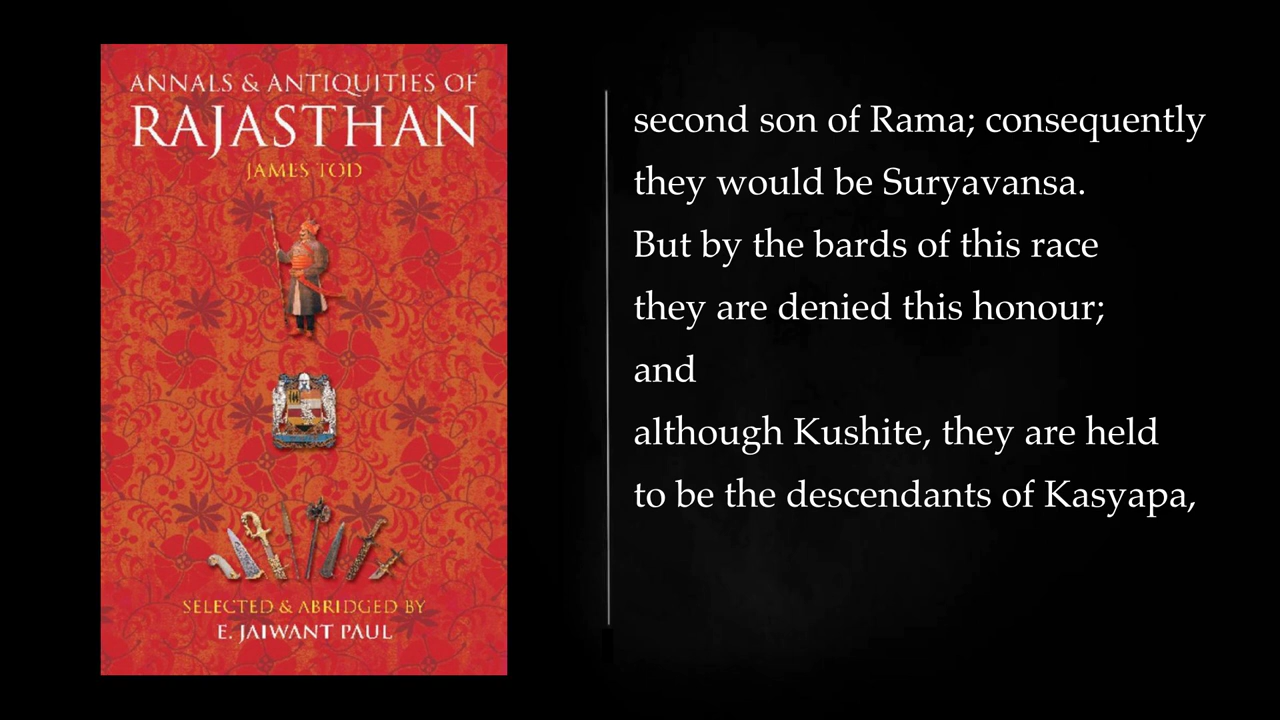 ANNALS & ANTIQUITIES OF
RAJASTHAN
JAMES TOD
SELECTED & ABRIDGED BY
E. JAIWANT PAUL
second son of Rama; consequently
they would be Suryavansa.
But by the bards of this race
they are denied this honour;
and
although Kushite, they are held
to be the descendants of Kasyapa,